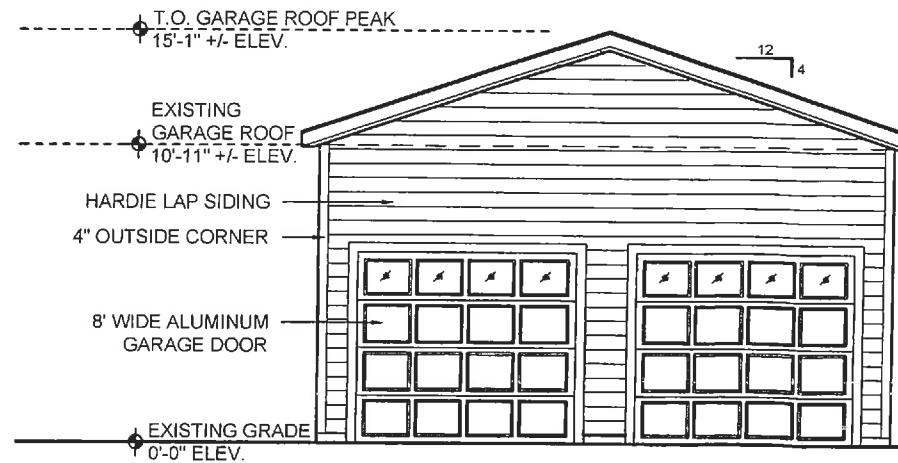 T.O. GARAGE ROOF PEAK
15'-1" +/- ELEV.
12
4
EXISTING
GARAGE ROOF
10'-11" +/- ELEV.
HARDIE LAP SIDING
4" OUTSIDE CORNER
8' WIDE ALUMINUM
GARAGE DOOR
EXISTING GRADE
0'-0" ELEV.